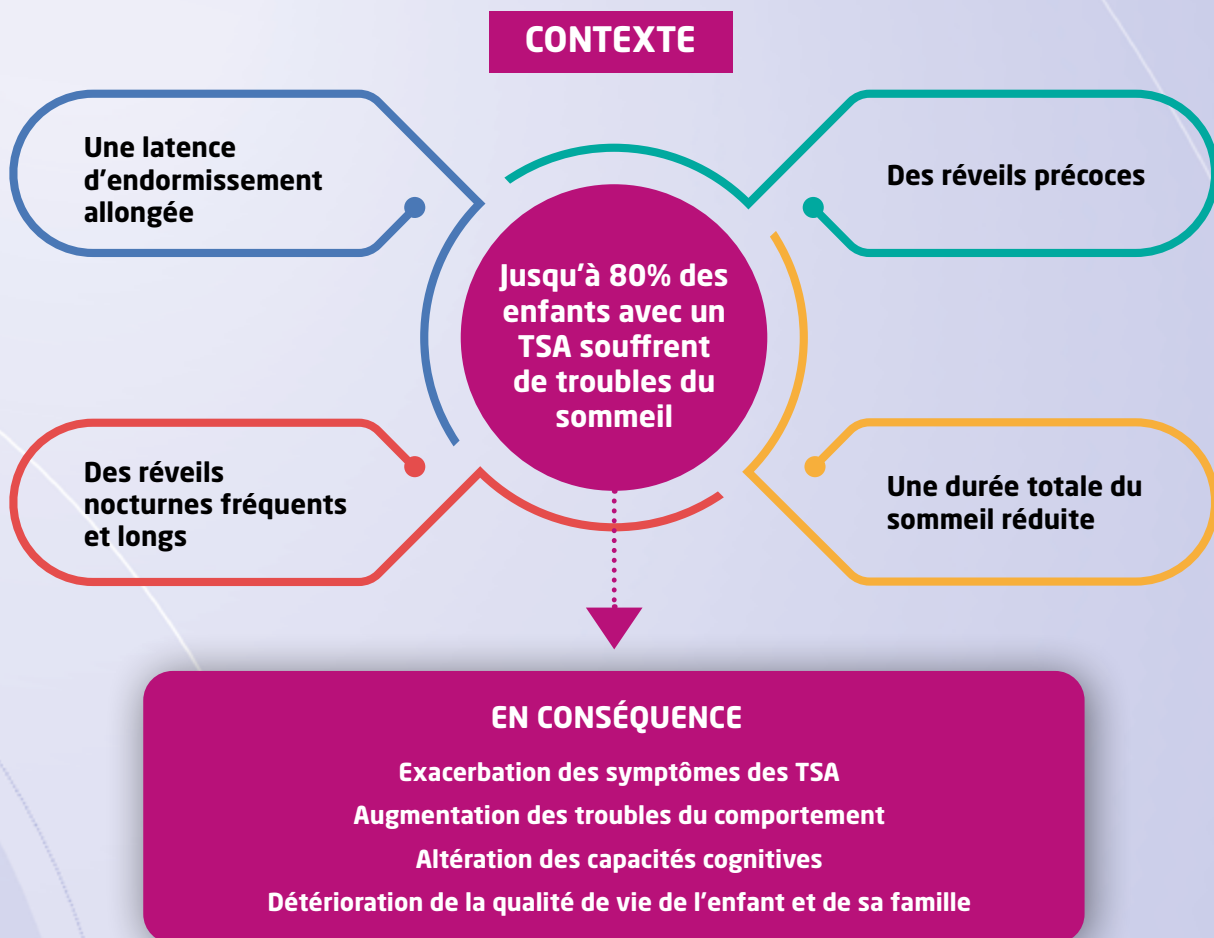 CONTEXTE
Une latence
d'endormissement
allongée
Des réveils précoces
Jusqu'à 80% des
enfants avec un
TSA souffrent
de troubles du
sommeil
Des réveils
nocturnes fréquents
et longs
Une durée totale du
sommeil réduite
EN CONSÉQUENCE
Exacerbation des symptômes des TSA
Augmentation des troubles du comportement
Altération des capacités cognitives
Détérioration de la qualité de vie de l'enfant et de sa famille